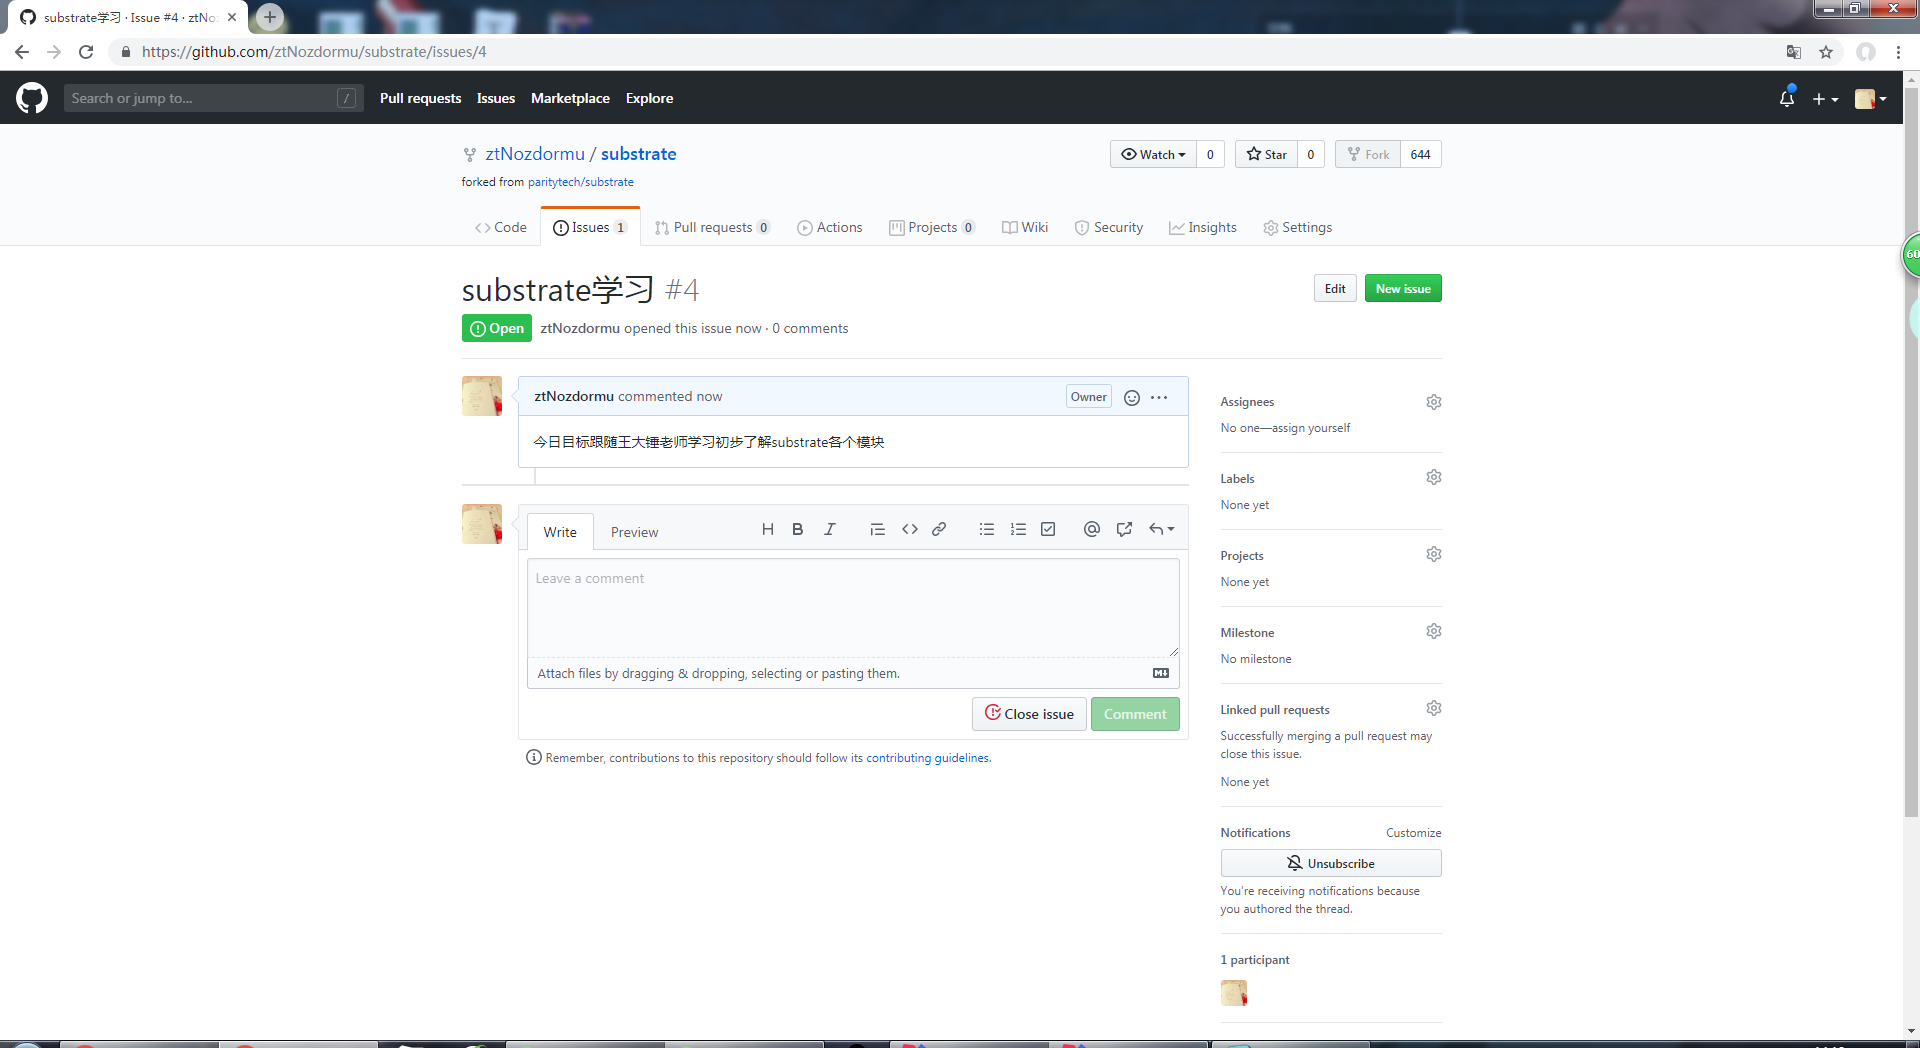 substrate学习 · Issue #4 · ztNo
https://github.com/ztNozdormu/substrate/issues/4
Search or jump to... /
Pull requests Issues Marketplace Explore
ztNozdormu / substrate
Watch 0 Star 0 Fork 644
forked from paritytech/substrate
Code Issues 1 Pull requests 0 Actions Projects 0 Wiki Security Insights Settings
60
substrate学习 #4
Edit New issue
Open ztNozdormu opened this issue now · 0 comments
ztNozdormu commented now Owner
今日目标跟随王大锤老师学习初步了解substrate各个模块
Write Preview
Leave a comment
Attach files by dragging & dropping, selecting or pasting them.
Close issue Comment
Remember, contributions to this repository should follow its contributing guidelines.
Assignees
No one—assign yourself
Labels
None yet
Projects
None yet
Milestone
No milestone
Linked pull requests
Successfully merging a pull request may
close this issue.
None yet
Notifications Customize
Unsubscribe
You're receiving notifications because
you authored the thread.
1 participant